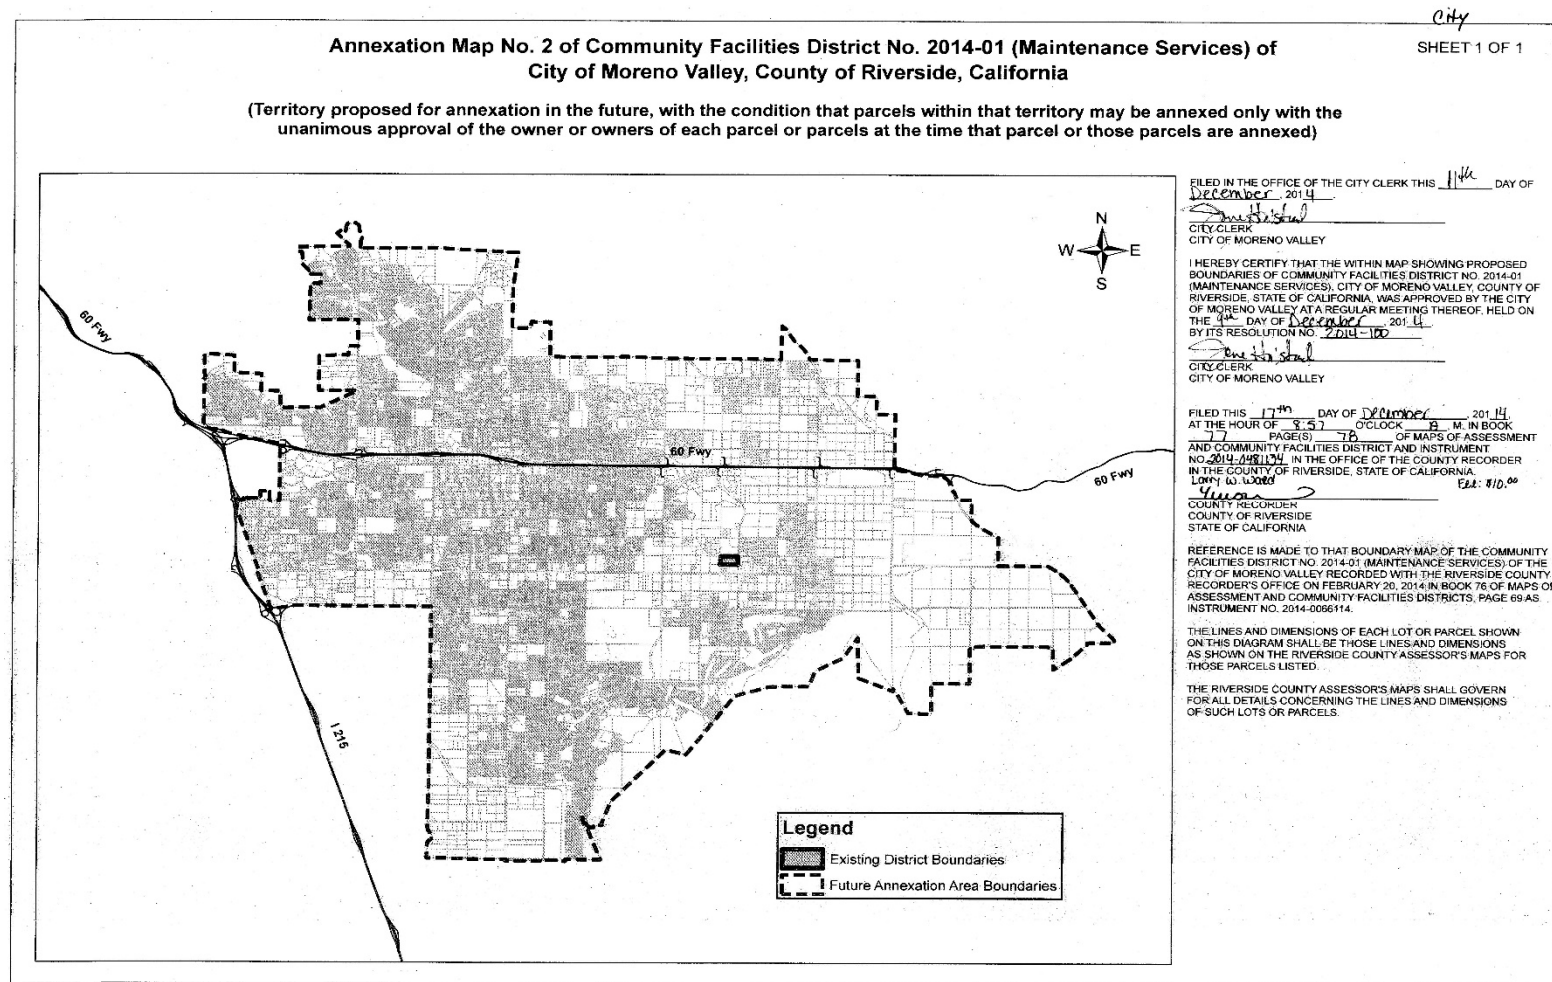 City
SHEET 1 OF 1
Annexation Map No. 2 of Community Facilities District No. 2014-01 (Maintenance Services) of
City of Moreno Valley, County of Riverside, California
(Territory proposed for annexation in the future, with the condition that parcels within that territory may be annexed only with the
unanimous approval of the owner or owners of each parcel or parcels at the time that parcel or those parcels are annexed)
N
W E
S
60 Fwy
60 Fwy
60 Fwy
I 215
Legend
Existing District Boundaries
Future Annexation Area Boundaries
FILED IN THE OFFICE OF THE CITY CLERK THIS 11th DAY OF
December, 2014.
CITY CLERK
CITY OF MORENO VALLEY
I HEREBY CERTIFY THAT THE WITHIN MAP SHOWING PROPOSED
BOUNDARIES OF COMMUNITY FACILITIES DISTRICT NO. 2014-01
(MAINTENANCE SERVICES), CITY OF MORENO VALLEY, COUNTY OF
RIVERSIDE, STATE OF CALIFORNIA, WAS APPROVED BY THE CITY
OF MORENO VALLEY AT A REGULAR MEETING THEREOF, HELD ON
THE 9th DAY OF December, 2014.
BY ITS RESOLUTION NO. 2014-100
CITY CLERK
CITY OF MORENO VALLEY
FILED THIS 17th DAY OF December, 2014,
AT THE HOUR OF 8:57 O'CLOCK A. M. IN BOOK
77 PAGE(S) 78 OF MAPS OF ASSESSMENT
AND COMMUNITY FACILITIES DISTRICT AND INSTRUMENT
NO. 2014-0481134 IN THE OFFICE OF THE COUNTY RECORDER
IN THE COUNTY OF RIVERSIDE, STATE OF CALIFORNIA.
Larry W. Ward Fee: $10.00
COUNTY RECORDER
COUNTY OF RIVERSIDE
STATE OF CALIFORNIA
REFERENCE IS MADE TO THAT BOUNDARY MAP OF THE COMMUNITY
FACILITIES DISTRICT NO. 2014-01 (MAINTENANCE SERVICES) OF THE
CITY OF MORENO VALLEY RECORDED WITH THE RIVERSIDE COUNTY
RECORDER'S OFFICE ON FEBRUARY 20, 2014 IN BOOK 76 OF MAPS OF
ASSESSMENT AND COMMUNITY FACILITIES DISTRICTS, PAGE 69 AS
INSTRUMENT NO. 2014-0066114.
THE LINES AND DIMENSIONS OF EACH LOT OR PARCEL SHOWN
ON THIS DIAGRAM SHALL BE THOSE LINES AND DIMENSIONS
AS SHOWN ON THE RIVERSIDE COUNTY ASSESSOR'S MAPS FOR
THOSE PARCELS LISTED.
THE RIVERSIDE COUNTY ASSESSOR'S MAPS SHALL GOVERN
FOR ALL DETAILS CONCERNING THE LINES AND DIMENSIONS
OF SUCH LOTS OR PARCELS.